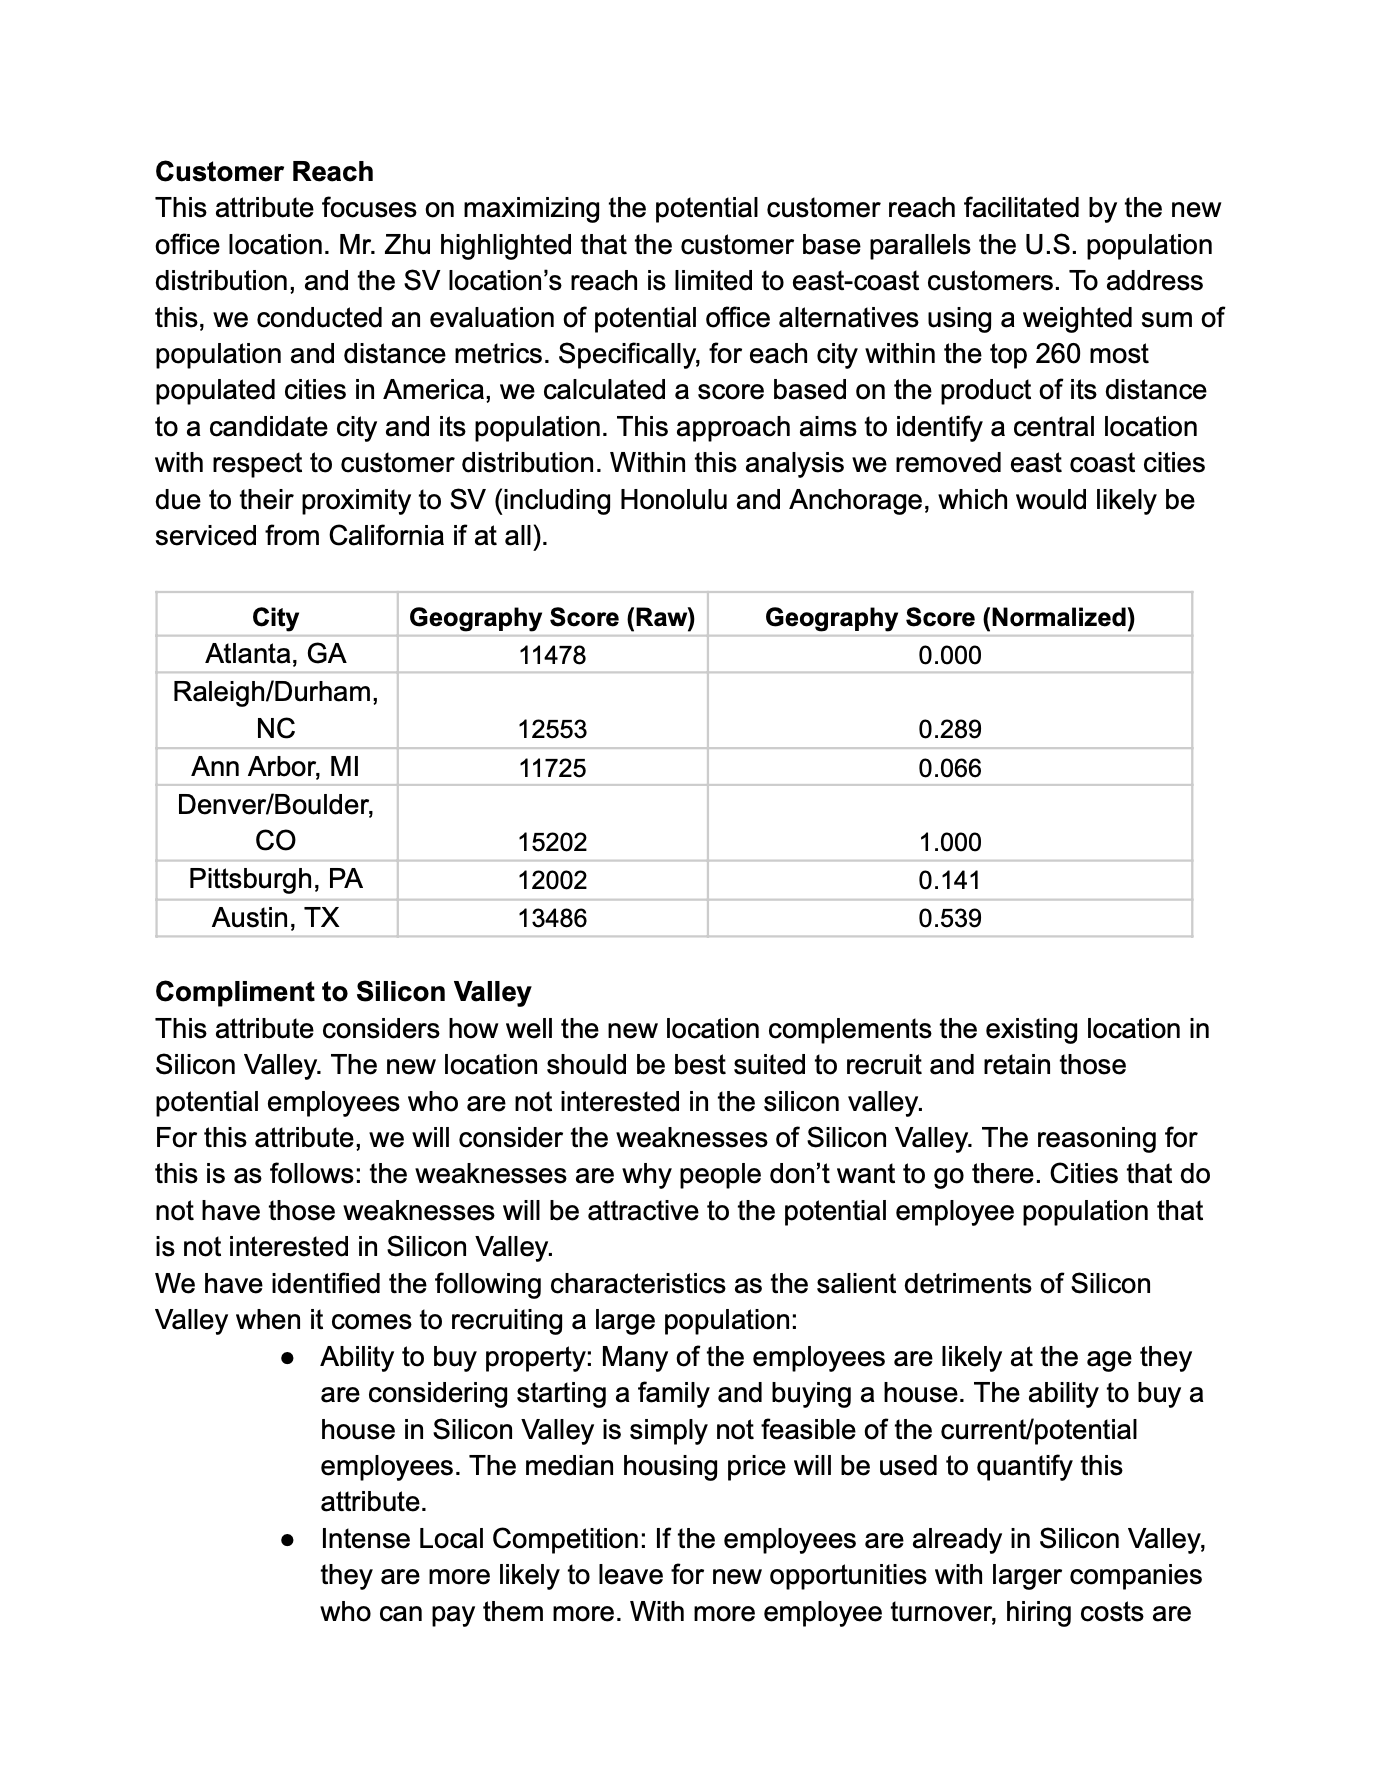 Customer Reach
This attribute focuses on maximizing the potential customer reach facilitated by the new
office location. Mr. Zhu highlighted that the customer base parallels the U.S. population
distribution, and the SV location’s reach is limited to east-coast customers. To address
this, we conducted an evaluation of potential office alternatives using a weighted sum of
population and distance metrics. Specifically, for each city within the top 260 most
populated cities in America, we calculated a score based on the product of its distance
to a candidate city and its population. This approach aims to identify a central location
with respect to customer distribution. Within this analysis we removed east coast cities
due to their proximity to SV (including Honolulu and Anchorage, which would likely be
serviced from California if at all).
City Geography Score (Raw) Geography Score (Normalized)
Atlanta, GA 11478 0.000
Raleigh/Durham,
NC 12553 0.289
Ann Arbor, MI 11725 0.066
Denver/Boulder,
CO 15202 1.000
Pittsburgh, PA 12002 0.141
Austin, TX 13486 0.539
Compliment to Silicon Valley
This attribute considers how well the new location complements the existing location in
Silicon Valley. The new location should be best suited to recruit and retain those
potential employees who are not interested in the silicon valley.
For this attribute, we will consider the weaknesses of Silicon Valley. The reasoning for
this is as follows: the weaknesses are why people don’t want to go there. Cities that do
not have those weaknesses will be attractive to the potential employee population that
is not interested in Silicon Valley.
We have identified the following characteristics as the salient detriments of Silicon
Valley when it comes to recruiting a large population:
● Ability to buy property: Many of the employees are likely at the age they
are considering starting a family and buying a house. The ability to buy a
house in Silicon Valley is simply not feasible of the current/potential
employees. The median housing price will be used to quantify this
attribute.
● Intense Local Competition: If the employees are already in Silicon Valley,
they are more likely to leave for new opportunities with larger companies
who can pay them more. With more employee turnover, hiring costs are